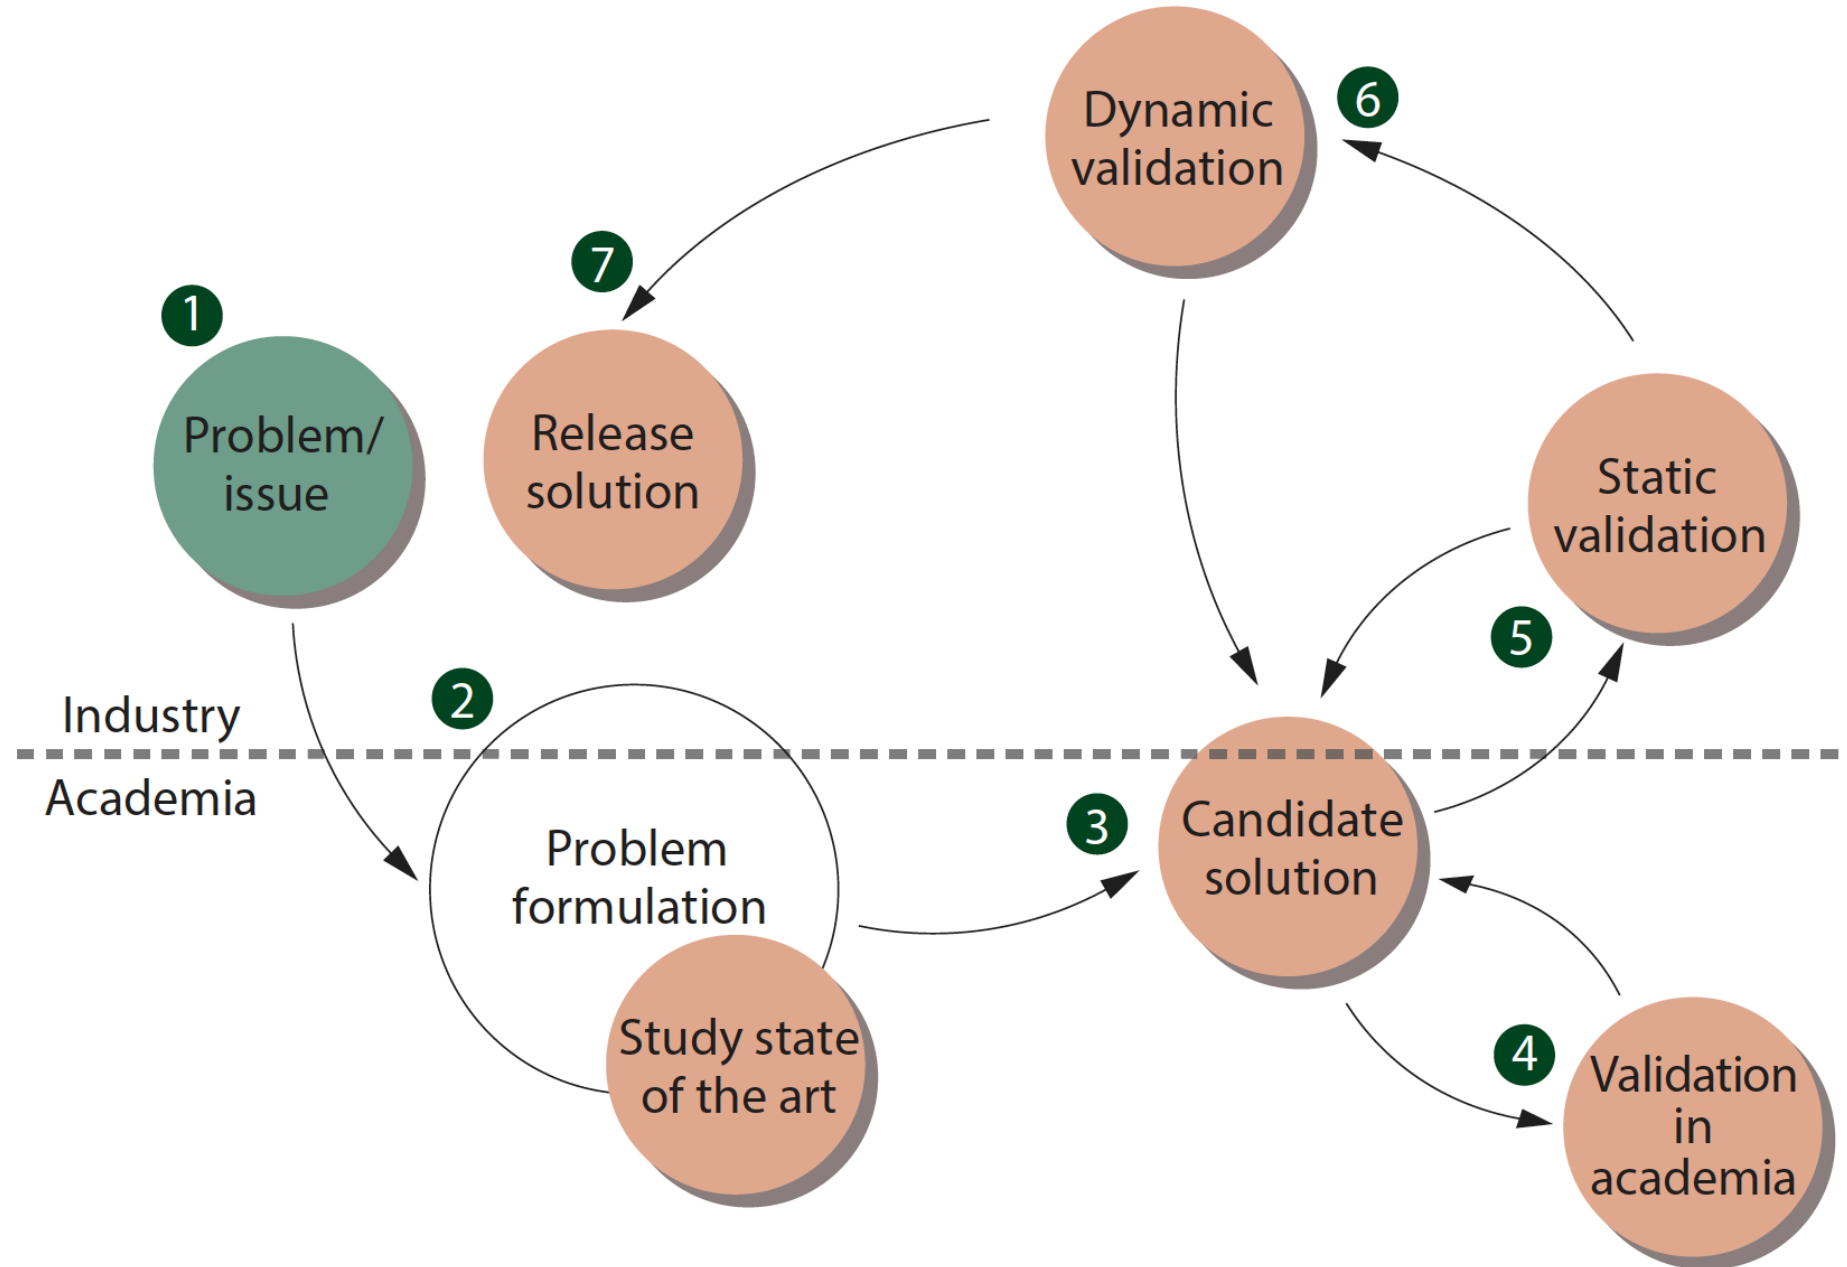 1
Problem/
issue
7
Release
solution
Dynamic
validation
6
Static
validation
5
Industry
Academia
2
Problem
formulation
Study state
of the art
3
Candidate
solution
4
Validation
in
academia